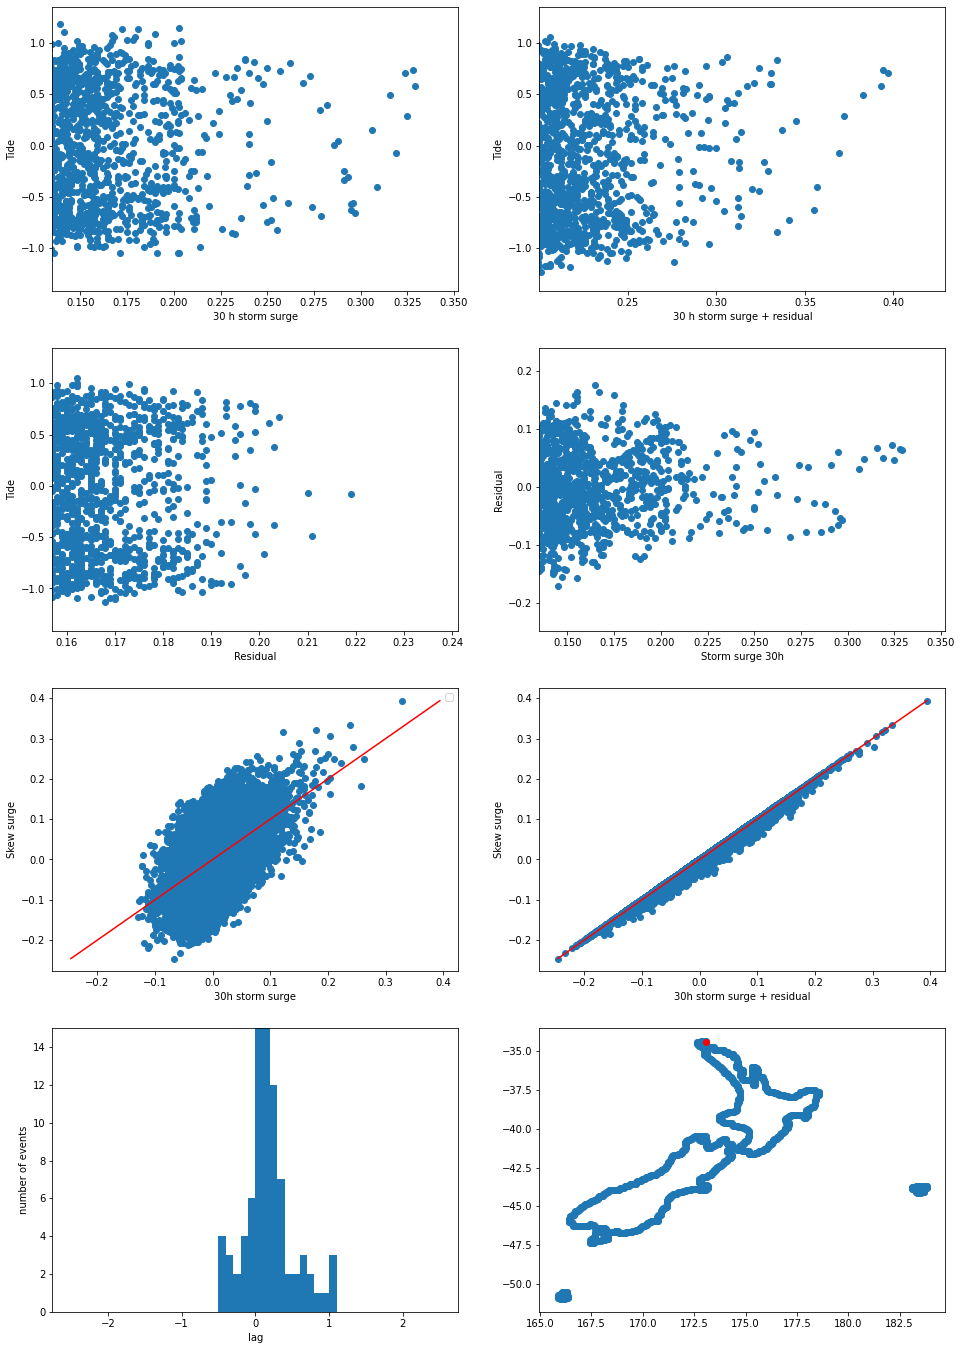 1.0
0.5
0.0
−0.5
−1.0
Tide
0.150 0.175 0.200 0.225 0.250 0.275 0.300 0.325 0.350
30 h storm surge
1.0
0.5
0.0
−0.5
−1.0
Tide
0.25 0.30 0.35 0.40
30 h storm surge + residual
1.0
0.5
0.0
−0.5
−1.0
Tide
0.16 0.17 0.18 0.19 0.20 0.21 0.22 0.23 0.24
Residual
0.2
0.1
0.0
−0.1
−0.2
Residual
0.150 0.175 0.200 0.225 0.250 0.275 0.300 0.325 0.350
Storm surge 30h
0.4
0.3
0.2
0.1
0.0
−0.1
−0.2
Skew surge
−0.2 −0.1 0.0 0.1 0.2 0.3 0.4
30h storm surge
0.4
0.3
0.2
0.1
0.0
−0.1
−0.2
Skew surge
−0.2 −0.1 0.0 0.1 0.2 0.3 0.4
30h storm surge + residual
14
12
10
8
6
4
2
0
number of events
−2 −1 0 1 2
lag
−35.0
−37.5
−40.0
−42.5
−45.0
−47.5
−50.0
165.0 167.5 170.0 172.5 175.0 177.5 180.0 182.5